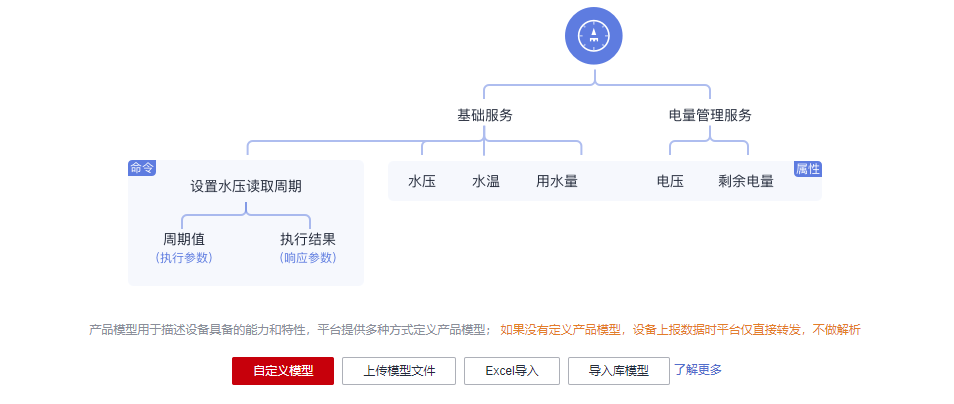 基础服务 电量管理服务
命令 属性
设置水压读取周期 水压 水温 用水量 电压 剩余电量
周期值 执行结果
(执行参数) (响应参数)
产品模型用于描述设备具备的能力和特性，平台提供多种方式定义产品模型； 如果没有定义产品模型，设备上报数据时平台仅直接转发，不做解析
自定义模型 上传模型文件 Excel导入 导入库模型 了解更多